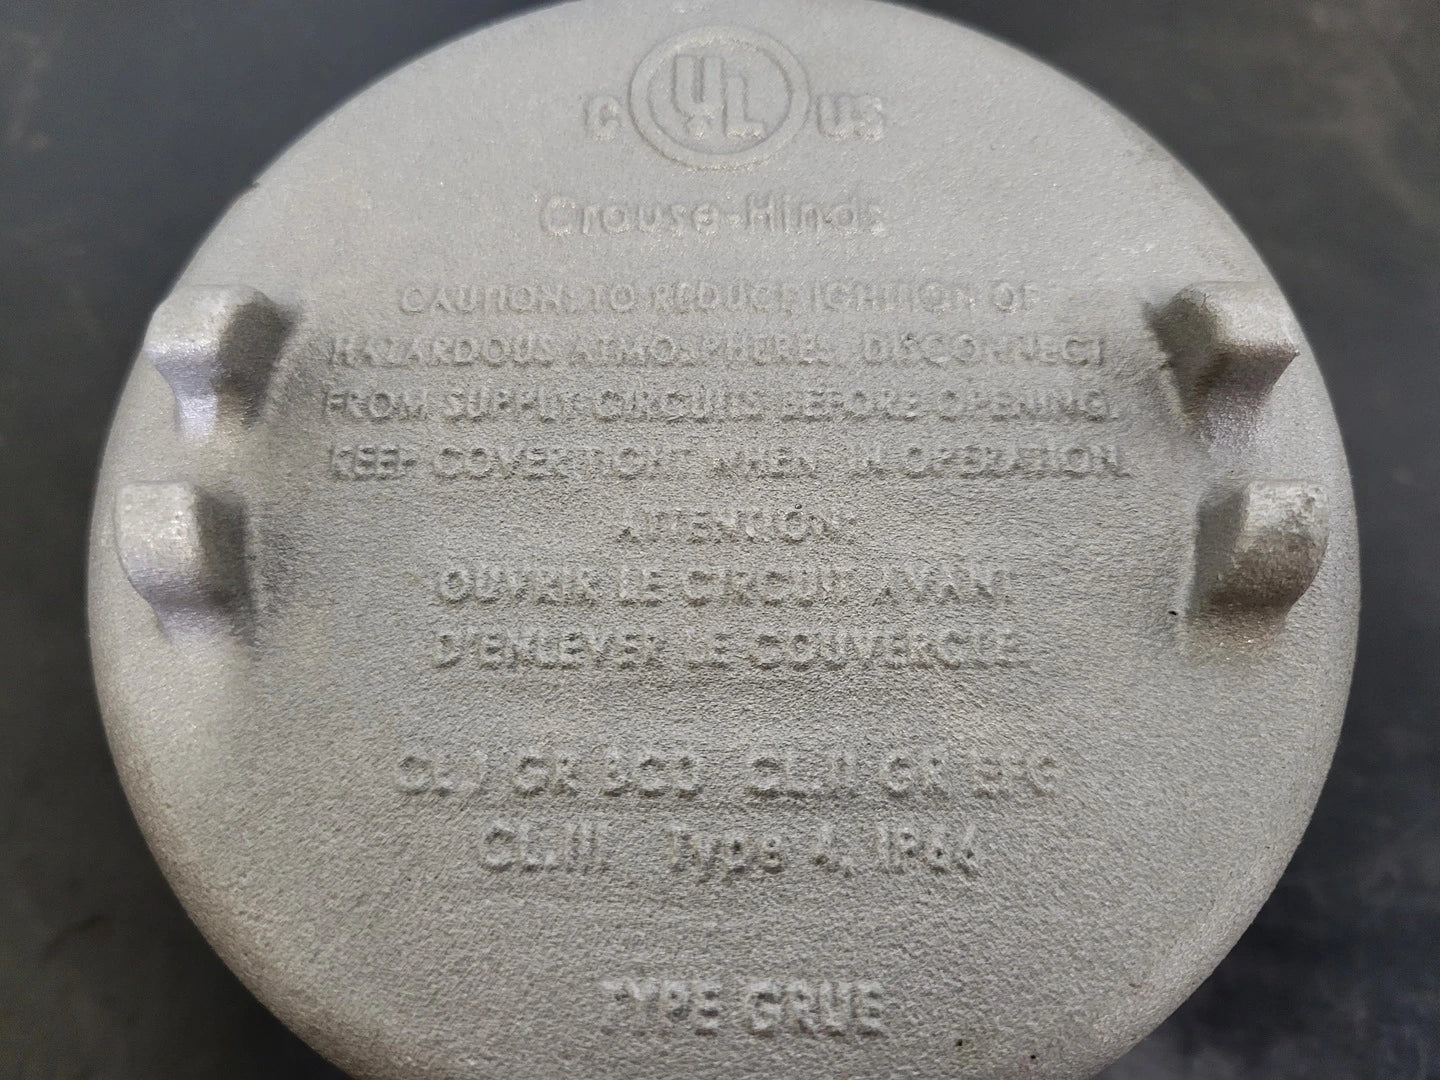 C UL US
Crouse-Hinds
CAUTION: TO REDUCE IGNITION OF
HAZARDOUS ATMOSPHERES DISCONNECT
FROM SUPPLY CIRCUITS BEFORE OPENING.
KEEP COVER TIGHT WHEN IN OPERATION.
ATTENTION:
OUVRIR LE CIRCUIT AVANT
D'ENLEVER LE COUVERCLE.
CL.I GR BCD CL.II GR EFG
CL.III Type 4, IP66
TYPE GRUE